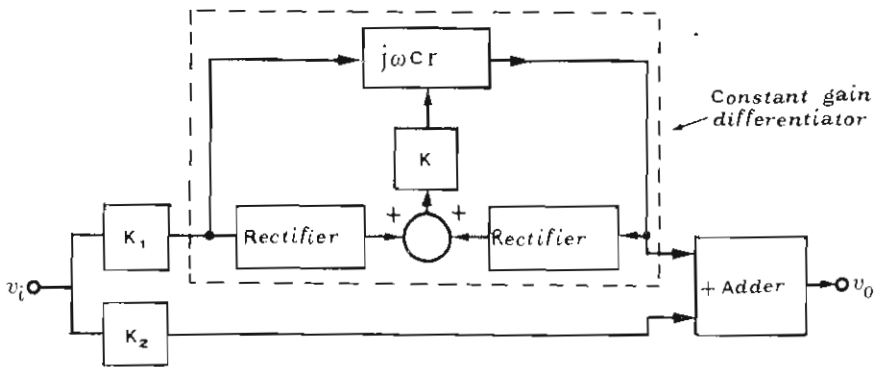 jωcr
Constant gain
differentiator
K
+ +
K₁
Rectifier
Rectifier
vᵢ
+ Adder
v₀
K₂